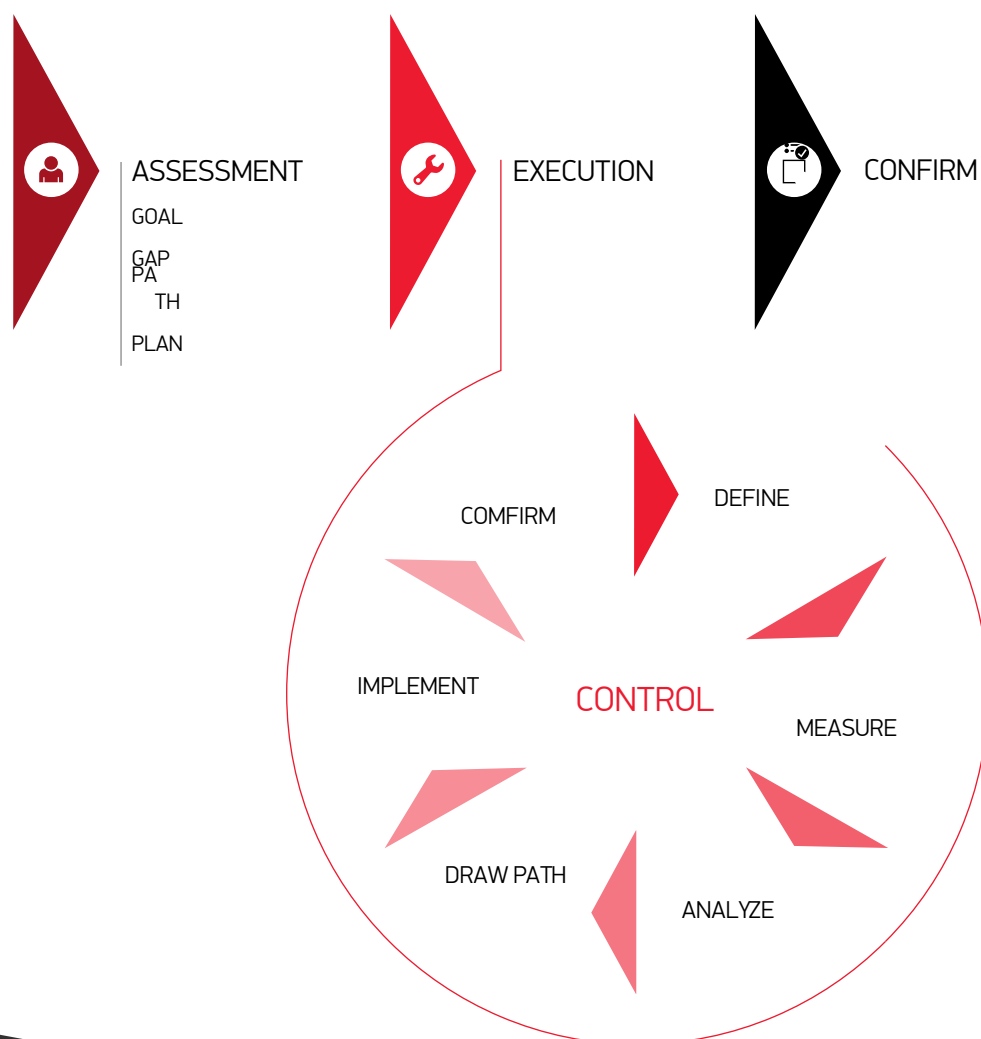 ASSESSMENT
GOAL
GAP
PA
TH
PLAN
EXECUTION
CONFIRM
DEFINE
COMFIRM
IMPLEMENT
CONTROL
MEASURE
DRAW PATH
ANALYZE